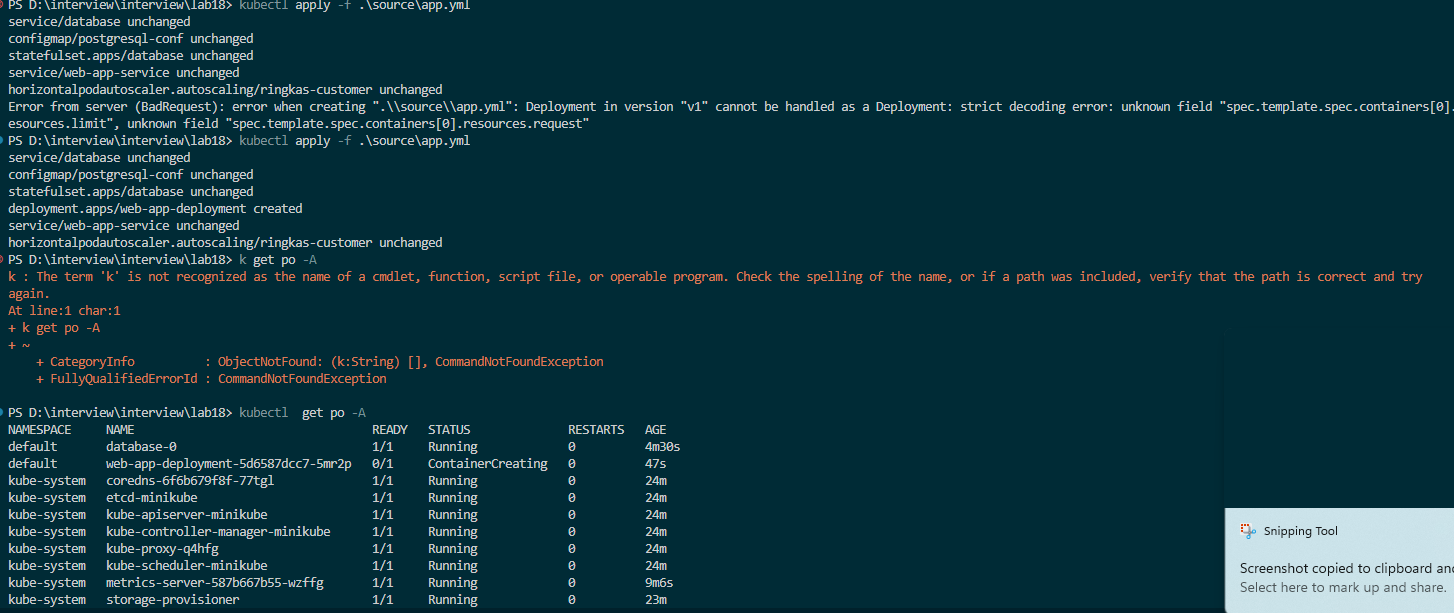 PS D:\interview\interview\lab18> kubectl apply -f .\source\app.yml
service/database unchanged
configmap/postgresql-conf unchanged
statefulset.apps/database unchanged
service/web-app-service unchanged
horizontalpodautoscaler.autoscaling/ringkas-customer unchanged
Error from server (BadRequest): error when creating ".\\source\\app.yml": Deployment in version "v1" cannot be handled as a Deployment: strict decoding error: unknown field "spec.template.spec.containers[0].
esources.limit", unknown field "spec.template.spec.containers[0].resources.request"
PS D:\interview\interview\lab18> kubectl apply -f .\source\app.yml
service/database unchanged
configmap/postgresql-conf unchanged
statefulset.apps/database unchanged
deployment.apps/web-app-deployment created
service/web-app-service unchanged
horizontalpodautoscaler.autoscaling/ringkas-customer unchanged
PS D:\interview\interview\lab18> k get po -A
k : The term 'k' is not recognized as the name of a cmdlet, function, script file, or operable program. Check the spelling of the name, or if a path was included, verify that the path is correct and try
again.
At line:1 char:1
+ k get po -A
+ ~
    + CategoryInfo          : ObjectNotFound: (k:String) [], CommandNotFoundException
    + FullyQualifiedErrorId : CommandNotFoundException
PS D:\interview\interview\lab18> kubectl  get po -A
NAMESPACE     NAME                                  READY   STATUS              RESTARTS   AGE
default       database-0                            1/1     Running             0          4m30s
default       web-app-deployment-5d6587dcc7-5mr2p   0/1     ContainerCreating   0          47s
kube-system   coredns-6f6b679f8f-77tgl              1/1     Running             0          24m
kube-system   etcd-minikube                         1/1     Running             0          24m
kube-system   kube-apiserver-minikube               1/1     Running             0          24m
kube-system   kube-controller-manager-minikube      1/1     Running             0          24m
kube-system   kube-proxy-q4hfg                      1/1     Running             0          24m
kube-system   kube-scheduler-minikube               1/1     Running             0          24m
kube-system   metrics-server-587b667b55-wzffg       1/1     Running             0          9m6s
kube-system   storage-provisioner                   1/1     Running             0          23m
Snipping Tool
Screenshot copied to clipboard and
Select here to mark up and share.